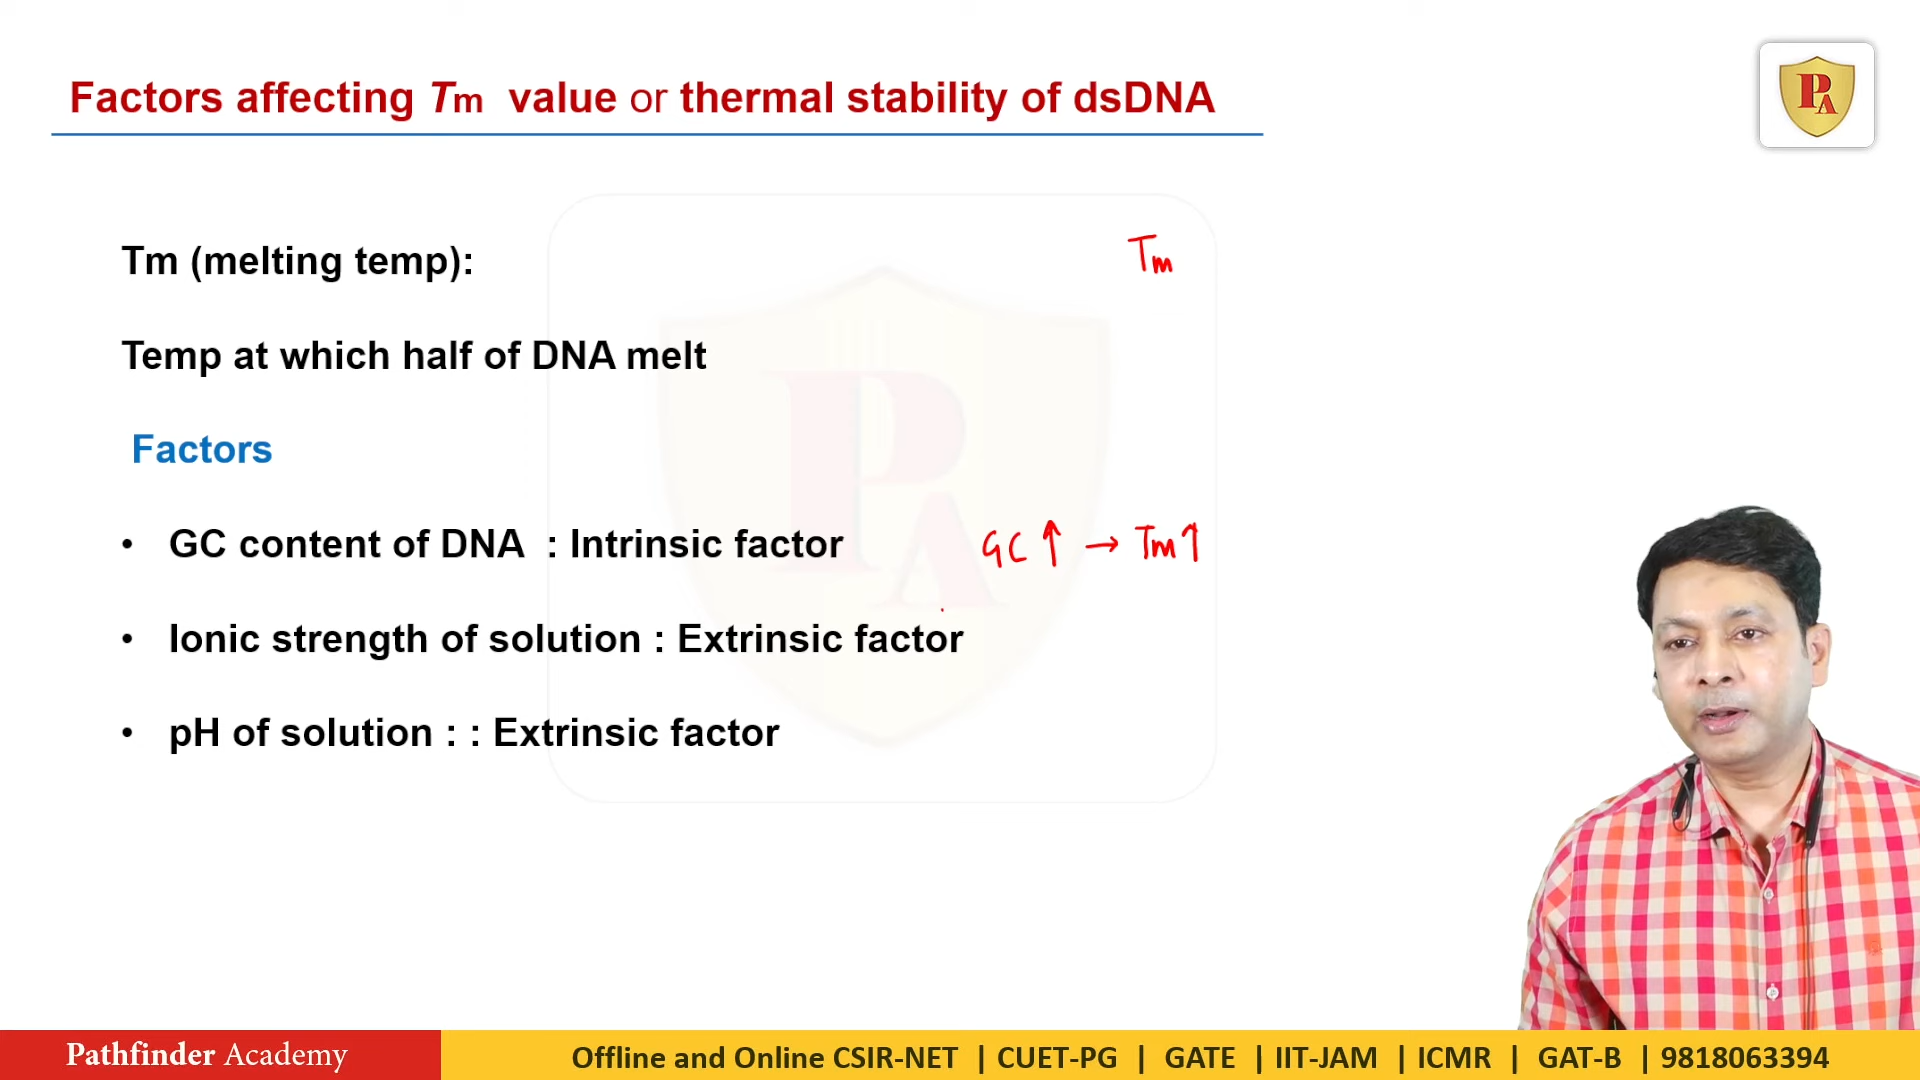 Factors affecting Tm value or thermal stability of dsDNA
PA
Tm (melting temp):
Tm
Temp at which half of DNA melt
Factors
• GC content of DNA : Intrinsic factor
GC ↑ → Tm ↑
• Ionic strength of solution : Extrinsic factor
• pH of solution : : Extrinsic factor
PA
Pathfinder Academy
Offline and Online CSIR-NET | CUET-PG | GATE | IIT-JAM | ICMR | GAT-B | 9818063394